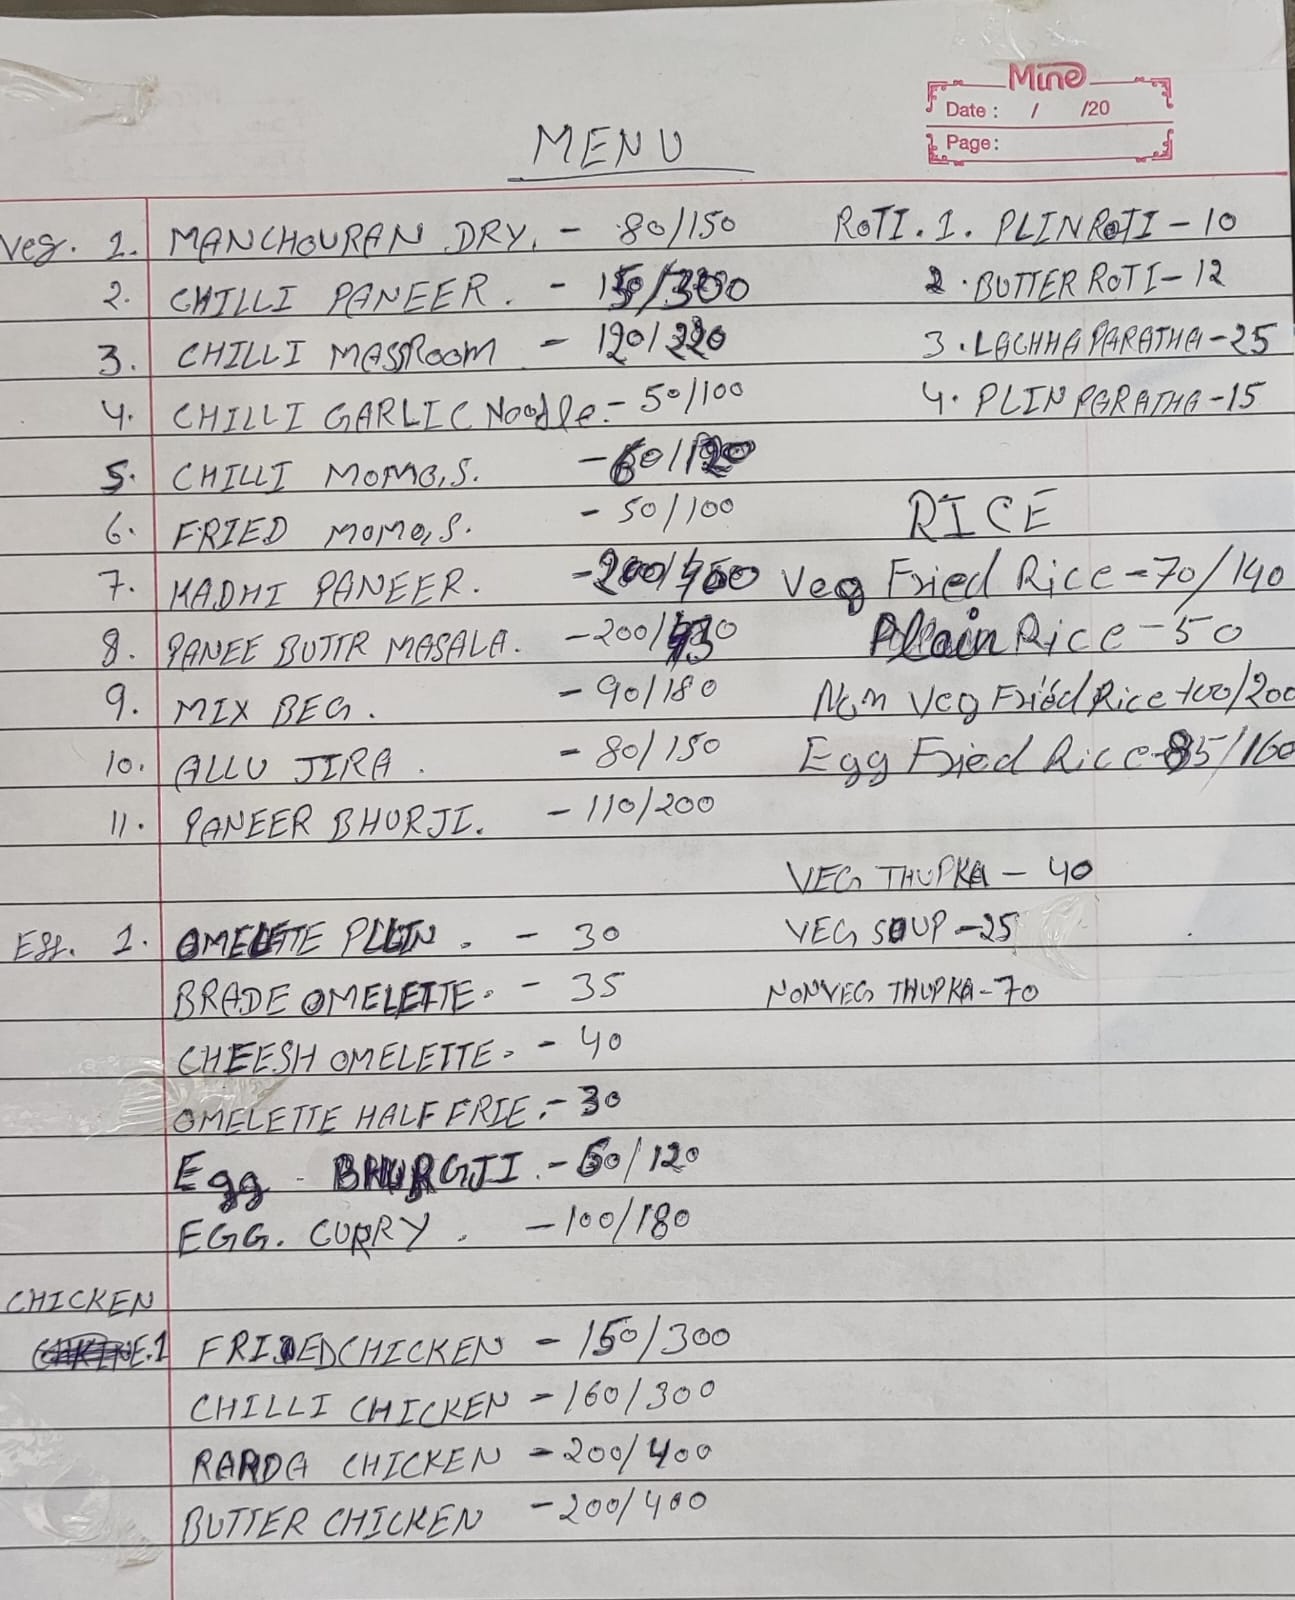 Mine
Date : / /20
Page:
MENU
Veg. 1. MANCHOURAN DRY. - 80/150
2. CHILLI PANEER. - 150/300
3. CHILLI MASSROOM - 120/220
4. CHILLI GARLIC Noodle. - 50/100
5. CHILLI MOMO,S. - 60/120
6. FRIED MOMO,S. - 50/100
7. KADHI PANEER. - 200/400
8. PANEE BUTTR MASALA. - 200/
9. MIX BEG. - 90/180
10. ALLU JIRA. - 80/150
11. PANEER BHURJI. - 110/200
Egg. 1. OMELETTE PLIN. - 30
BRADE OMELETTE. - 35
CHEESH OMELETTE. - 40
OMELETTE HALF FRIE. - 30
Egg BHURGJI. - 60/120
EGG. CURRY. - 100/180
CHICKEN
1 FRIDEDCHICKEN - 150/300
CHILLI CHICKEN - 160/300
RARDA CHICKEN - 200/400
BUTTER CHICKEN - 200/400
ROTI. 1. PLIN ROTI - 10
2. BUTTER ROTI - 12
3. LACHHA PARATHA - 25
4. PLIN PARATHA - 15
RICE
Veg Fried Rice - 70/140
Plain Rice - 50
Non Veg Fried Rice 100/200
Egg Fried Rice - 85/160
VEG THUPKA - 40
VEG SOUP - 25
NONVEG THUPKA - 70